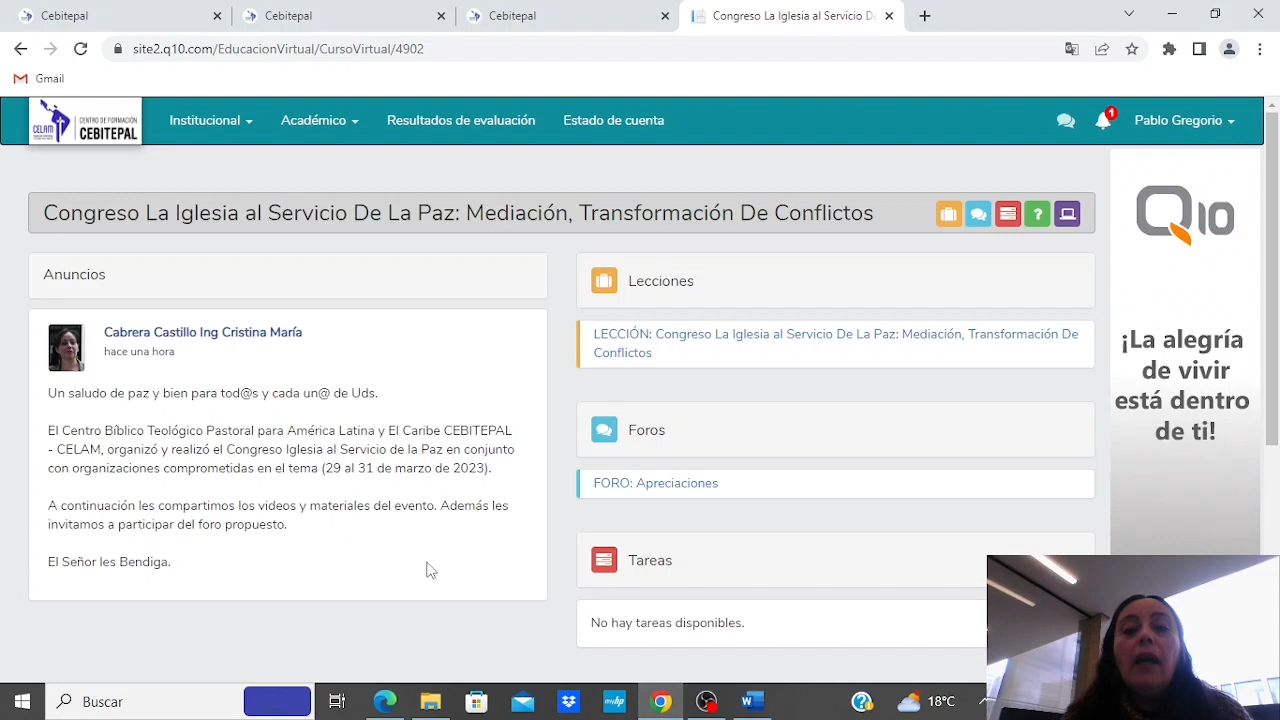 Cebitepal
Cebitepal
Cebitepal
Congreso La Iglesia al Servicio De
site2.q10.com/EducacionVirtual/CursoVirtual/4902
Gmail
CELAM
CENTRO DE FORMACIÓN
CEBITEPAL
Institucional
Académico
Resultados de evaluación
Estado de cuenta
1
Pablo Gregorio
Congreso La Iglesia al Servicio De La Paz: Mediación, Transformación De Conflictos
?
Anuncios
Cabrera Castillo Ing Cristina María
hace una hora
Un saludo de paz y bien para tod@s y cada un@ de Uds.
El Centro Bíblico Teológico Pastoral para América Latina y El Caribe CEBITEPAL
- CELAM, organizó y realizó el Congreso Iglesia al Servicio de la Paz en conjunto
con organizaciones comprometidas en el tema (29 al 31 de marzo de 2023).
A continuación les compartimos los videos y materiales del evento. Además les
invitamos a participar del foro propuesto.
El Señor les Bendiga.
Lecciones
LECCIÓN: Congreso La Iglesia al Servicio De La Paz: Mediación, Transformación De
Conflictos
Foros
FORO: Apreciaciones
Tareas
No hay tareas disponibles.
Q10
¡La alegría
de vivir
está dentro
de ti!
Buscar
myhp
18°C